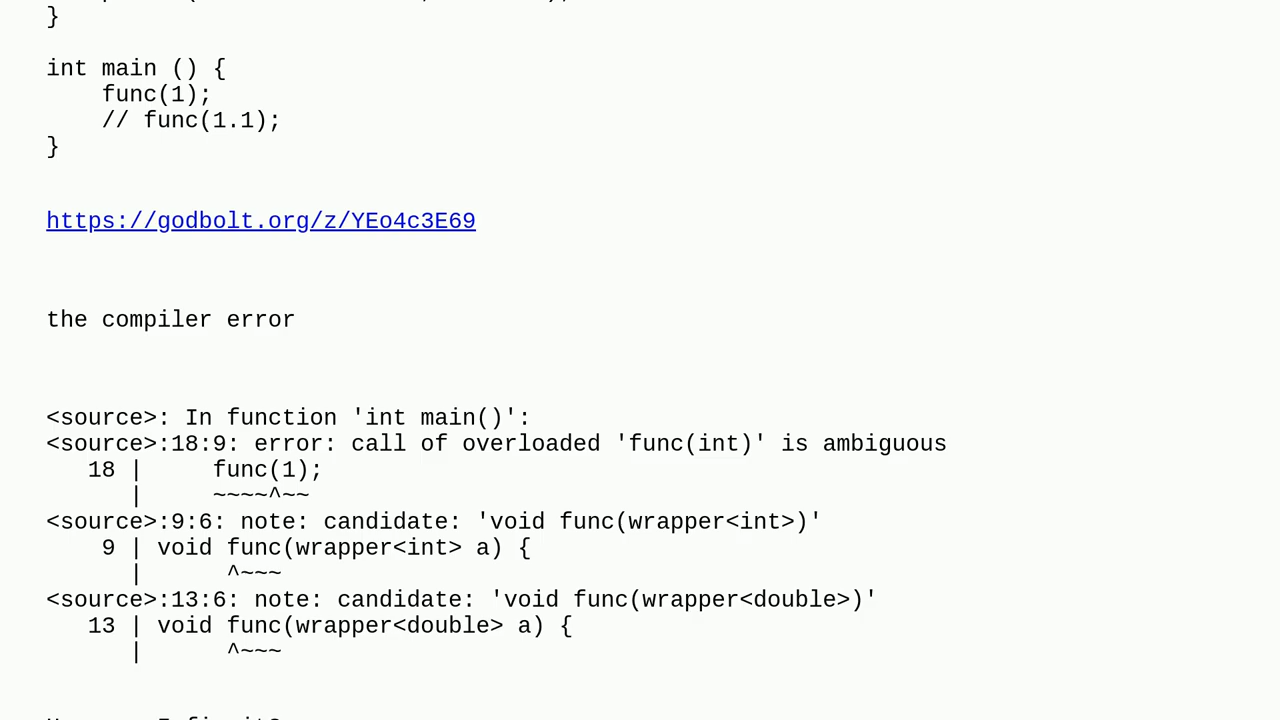 }
int main () {
    func(1);
    // func(1.1);
}
https://godbolt.org/z/YEo4c3E69
the compiler error
<source>: In function 'int main()':
<source>:18:9: error: call of overloaded 'func(int)' is ambiguous
   18 |     func(1);
      |     ~~~~^~~
<source>:9:6: note: candidate: 'void func(wrapper<int>)'
    9 | void func(wrapper<int> a) {
      |      ^~~~
<source>:13:6: note: candidate: 'void func(wrapper<double>)'
   13 | void func(wrapper<double> a) {
      |      ^~~~